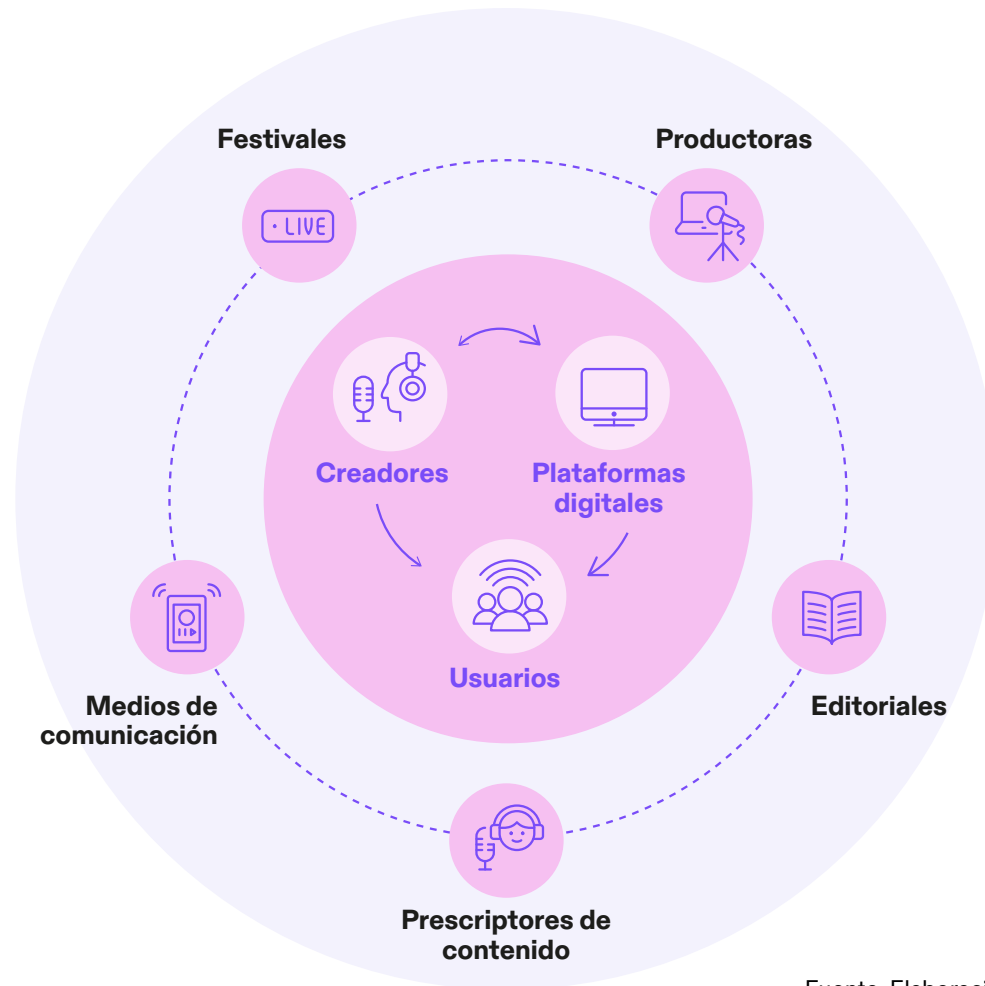 Festivales
Productoras
LIVE
Creadores
Plataformas
digitales
Usuarios
Medios de
comunicación
Editoriales
Prescriptores de
contenido